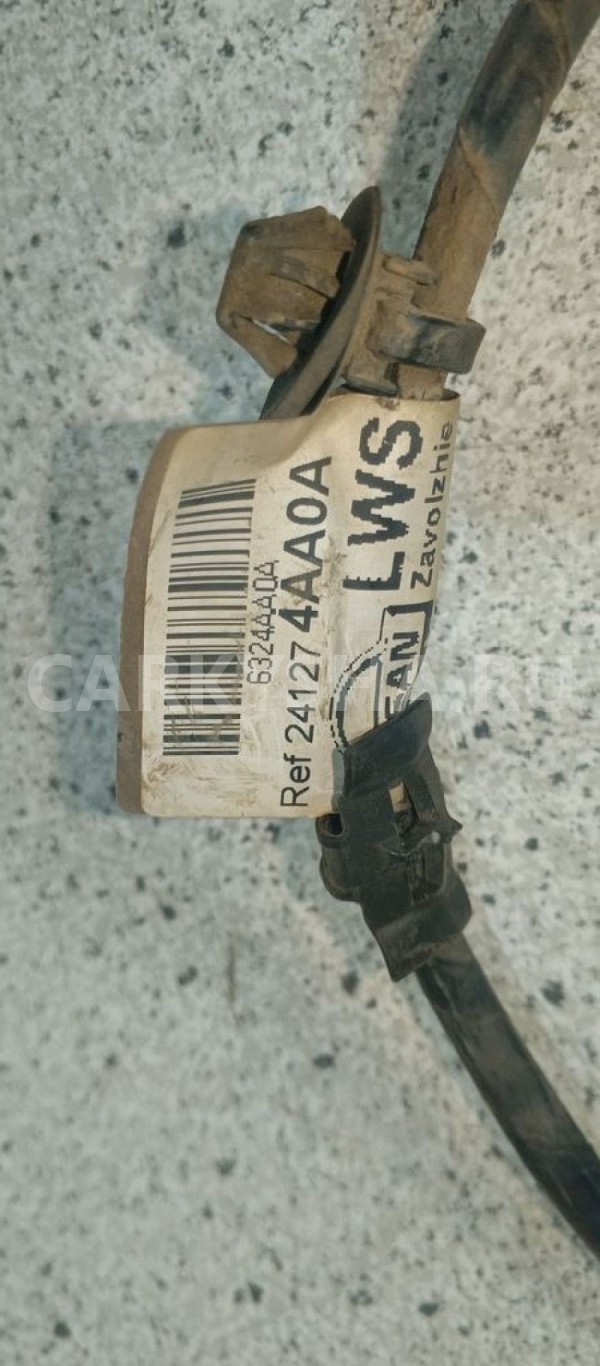 6324AA0A
Ref 24127 4AA0A
LWS
Zavolzhie